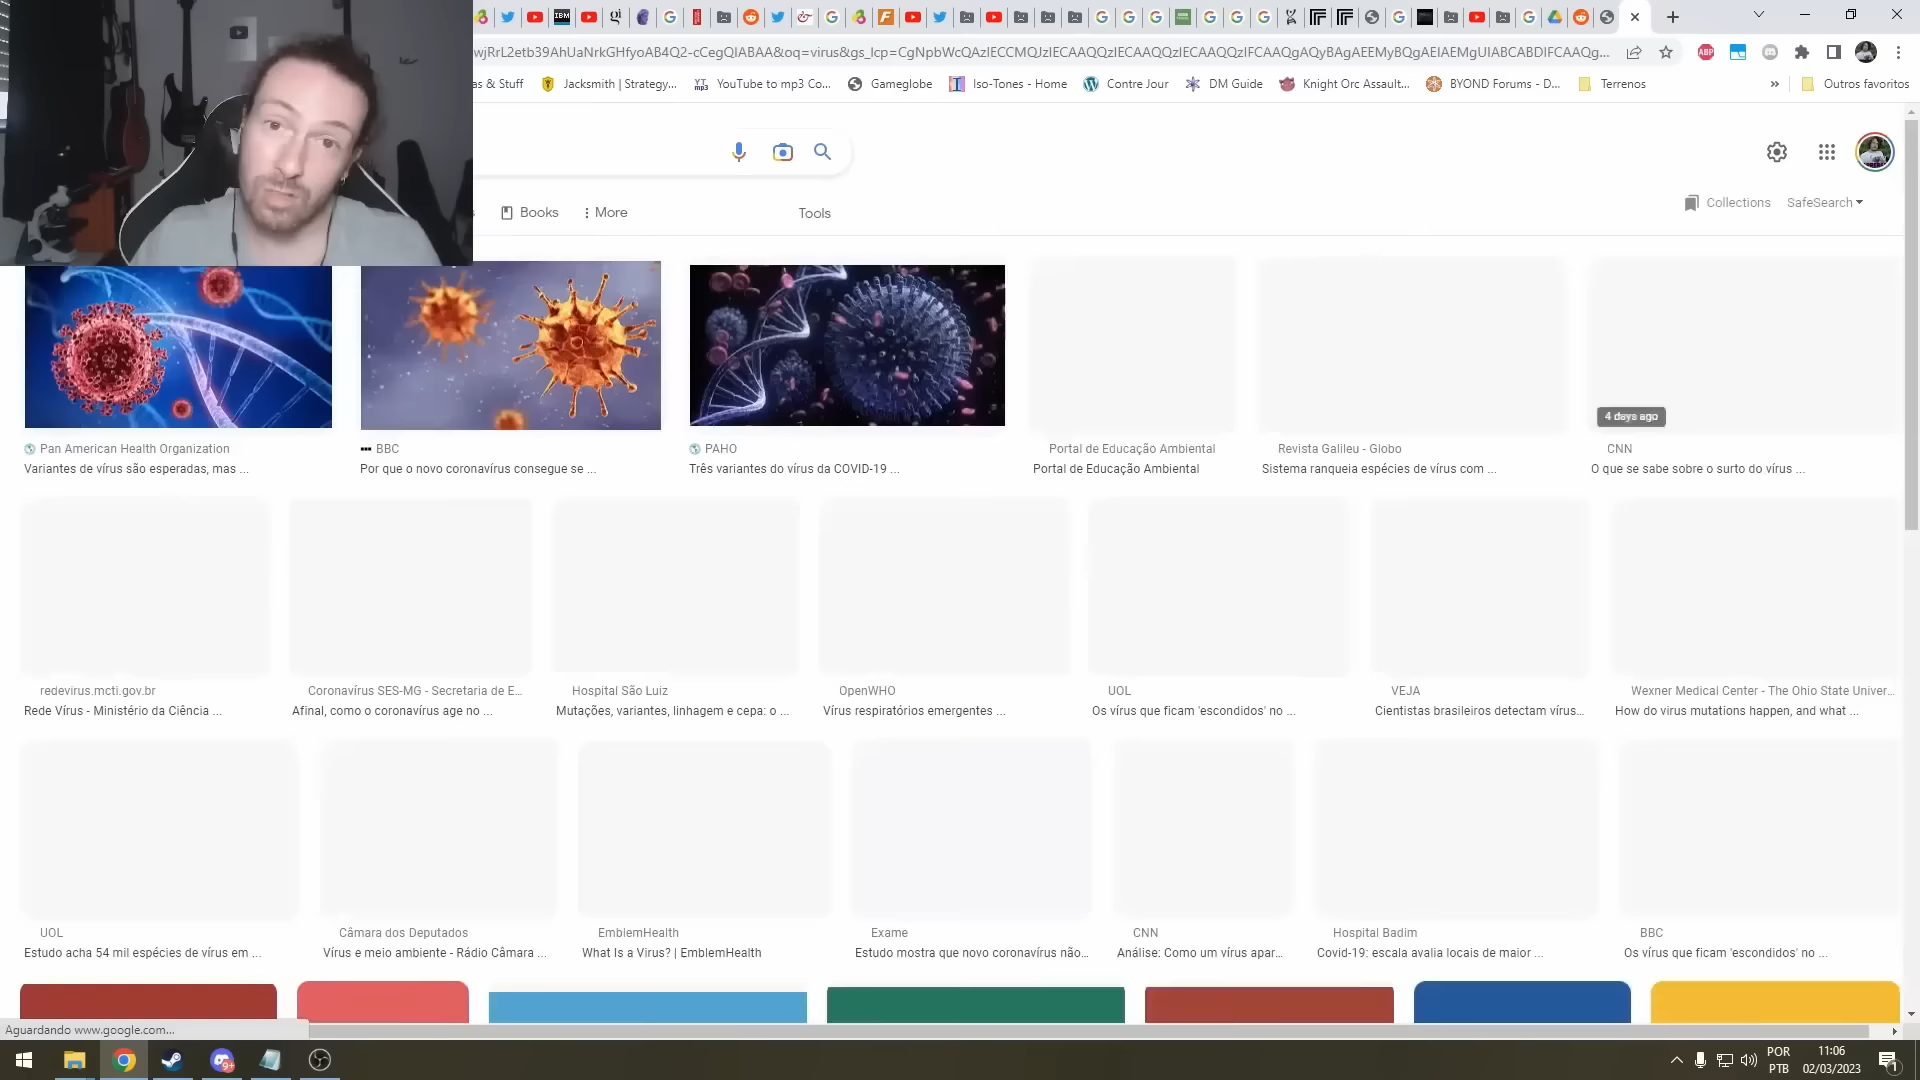 wjRrL2etb39AhUaNrkGHfyoAB4Q2-cCegQIABAA&oq=virus&gs_lcp=CgNpbWcQAzIECCMQJzIECAAQQzIECAAQQzIECAAQQzIFCAAQgAQyBAgAEEMyBQgAEIAEMgUIABCABDIFCAAQg...
ABP
as & Stuff
Jacksmith | Strategy...
YouTube to mp3 Co...
Gameglobe
Iso-Tones - Home
Contre Jour
DM Guide
Knight Orc Assault...
BYOND Forums - D...
Terrenos
»
Outros favoritos
Books
More
Tools
Collections
SafeSearch
4 days ago
Pan American Health Organization
Variantes de vírus são esperadas, mas ...
BBC
Por que o novo coronavírus consegue se ...
PAHO
Três variantes do vírus da COVID-19 ...
Portal de Educação Ambiental
Portal de Educação Ambiental
Revista Galileu - Globo
Sistema ranqueia espécies de vírus com ...
CNN
O que se sabe sobre o surto do vírus ...
redevirus.mcti.gov.br
Rede Vírus - Ministério da Ciência ...
Coronavírus SES-MG - Secretaria de E...
Afinal, como o coronavírus age no ...
Hospital São Luiz
Mutações, variantes, linhagem e cepa: o ...
OpenWHO
Vírus respiratórios emergentes ...
UOL
Os vírus que ficam 'escondidos' no ...
VEJA
Cientistas brasileiros detectam vírus...
Wexner Medical Center - The Ohio State Univer...
How do virus mutations happen, and what ...
UOL
Estudo acha 54 mil espécies de vírus em ...
Câmara dos Deputados
Vírus e meio ambiente - Rádio Câmara ...
EmblemHealth
What Is a Virus? | EmblemHealth
Exame
Estudo mostra que novo coronavírus não...
CNN
Análise: Como um vírus apar...
Hospital Badim
Covid-19: escala avalia locais de maior ...
BBC
Os vírus que ficam 'escondidos' no ...
Aguardando www.google.com...
9+
POR
PTB
11:06
02/03/2023
1